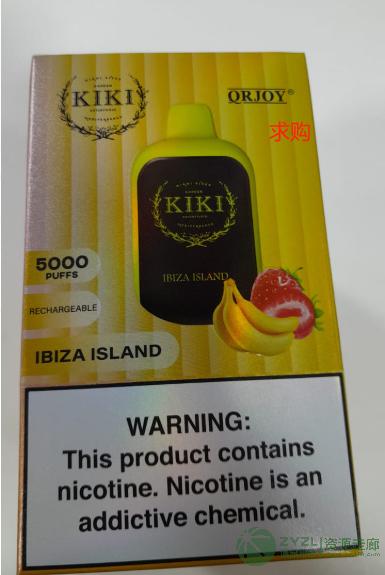 KIKI
QRJOY®
求购
KIKI
IBIZA ISLAND
5000
PUFFS
RECHARGEABLE
IBIZA ISLAND
WARNING:
This product contains
nicotine. Nicotine is an
addictive chemical.
ZYZLJ资源走廊